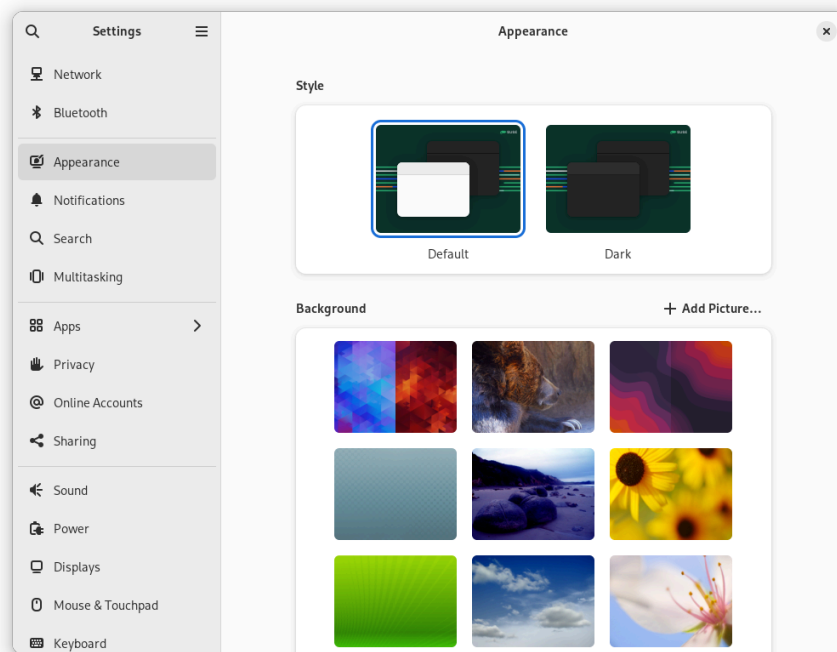 Settings
Network
Bluetooth
Appearance
Notifications
Search
Multitasking
Apps
Privacy
Online Accounts
Sharing
Sound
Power
Displays
Mouse & Touchpad
Keyboard
Appearance
Style
Default
Dark
Background
Add Picture…